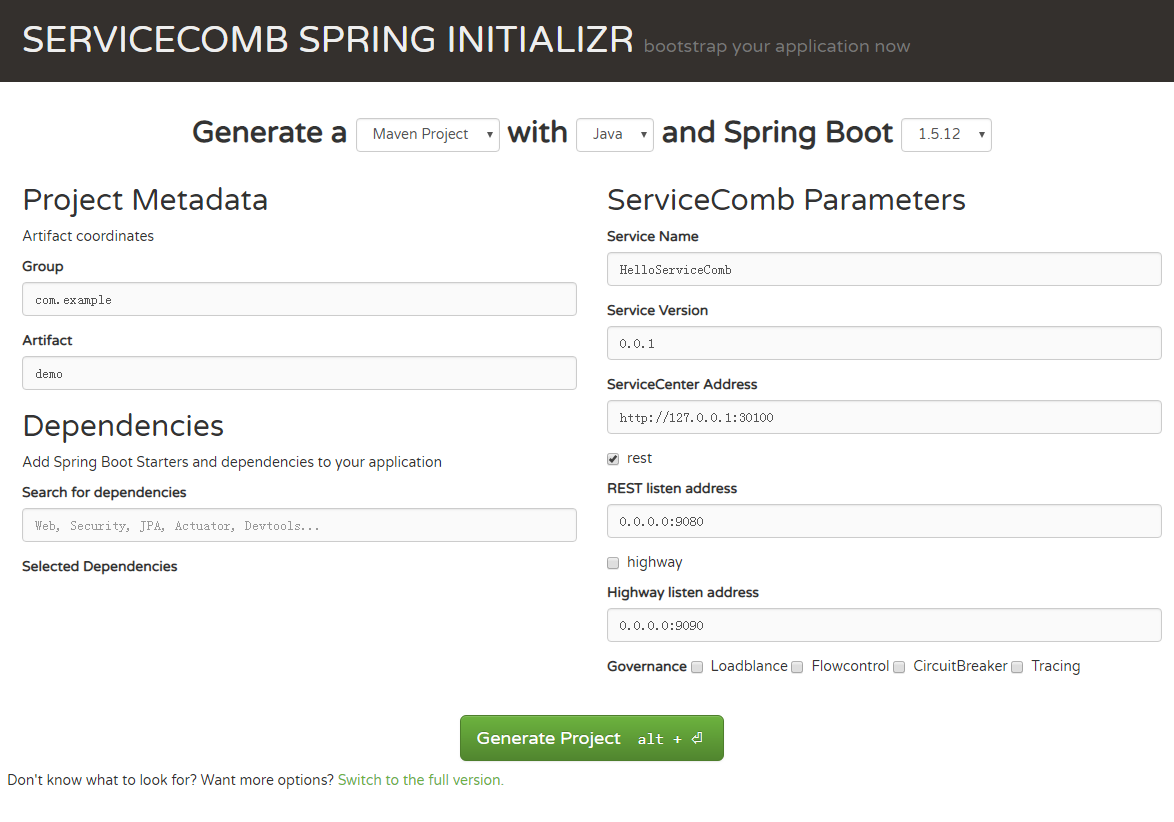 SERVICECOMB SPRING INITIALIZR bootstrap your application now
Generate a Maven Project with Java and Spring Boot 1.5.12
Project Metadata
Artifact coordinates
Group
com.example
Artifact
demo
Dependencies
Add Spring Boot Starters and dependencies to your application
Search for dependencies
Web, Security, JPA, Actuator, Devtools...
Selected Dependencies
ServiceComb Parameters
Service Name
HelloServiceComb
Service Version
0.0.1
ServiceCenter Address
http://127.0.0.1:30100
rest
REST listen address
0.0.0.0:9080
highway
Highway listen address
0.0.0.0:9090
Governance Loadblance Flowcontrol CircuitBreaker Tracing
Generate Project alt + ⏎
Don't know what to look for? Want more options? Switch to the full version.